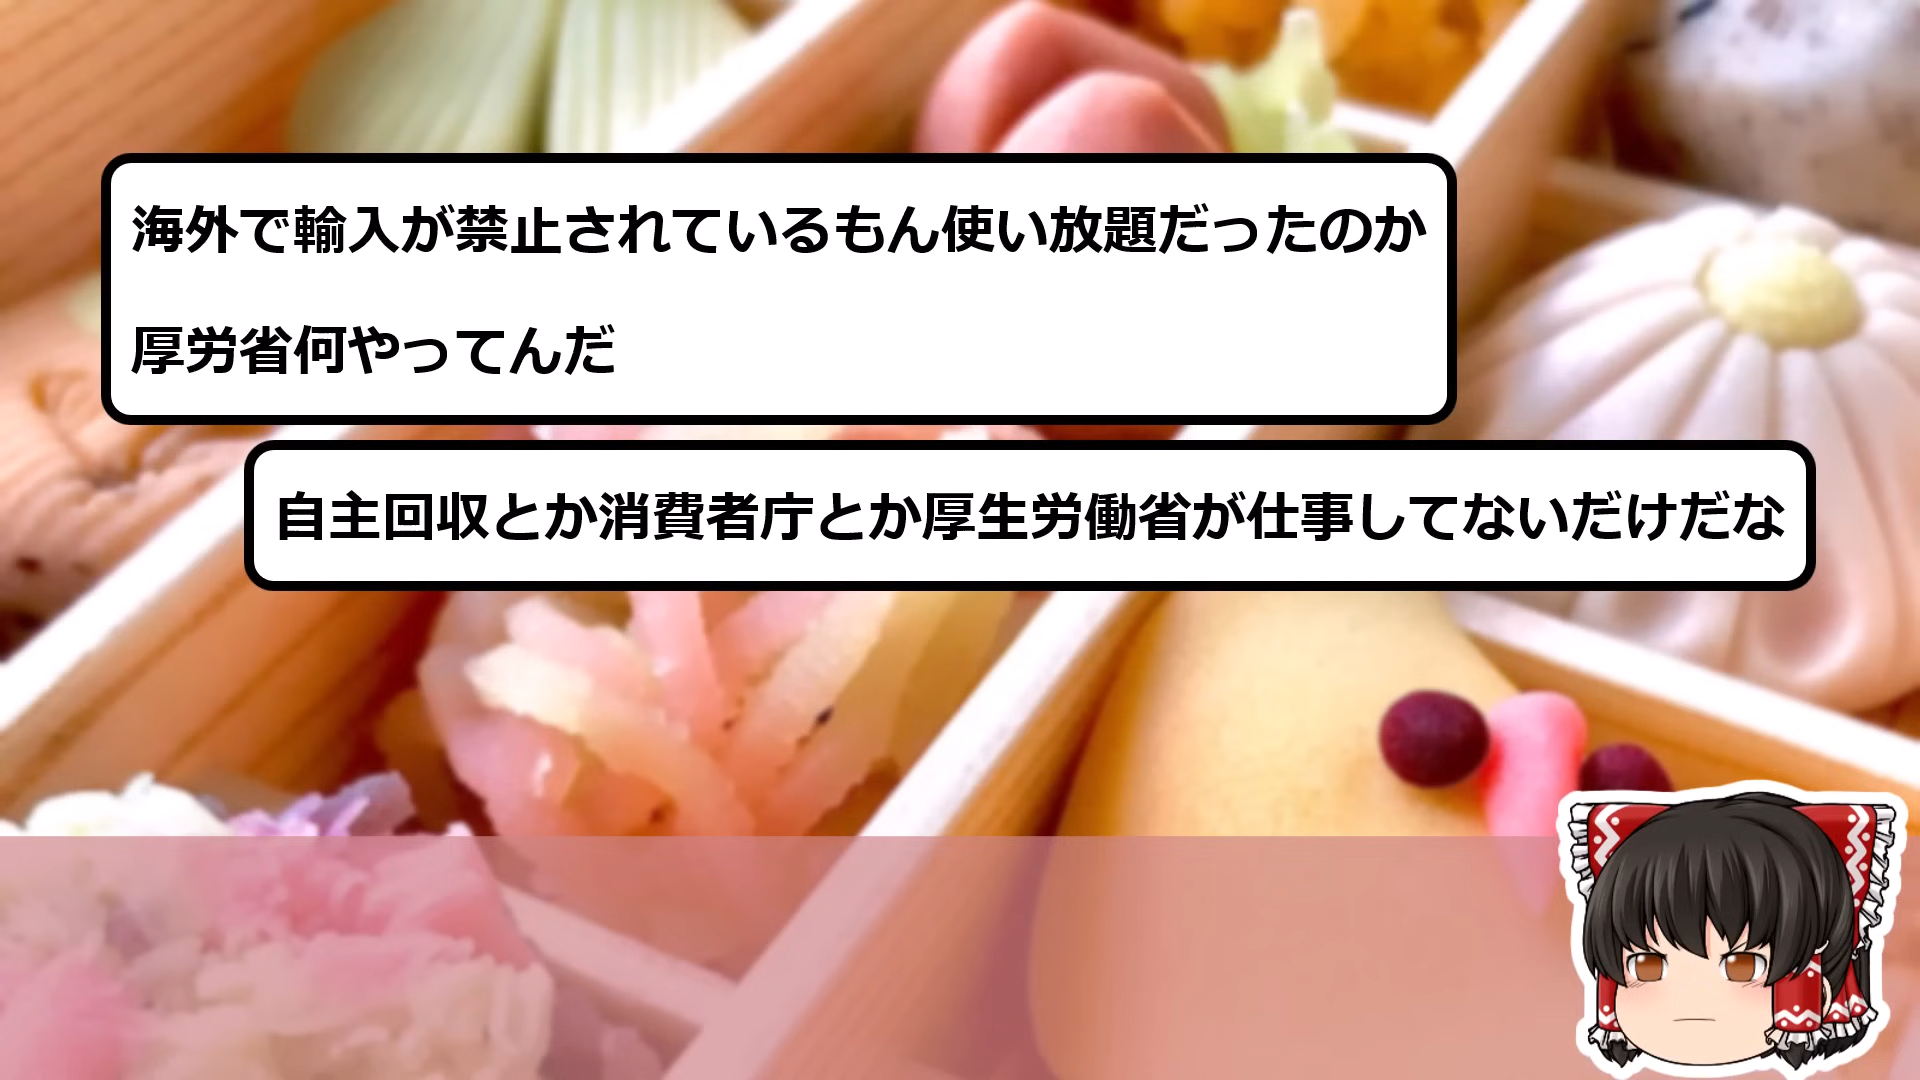 海外で輸入が禁止されているもん使い放題だったのか
厚労省何やってんだ
自主回収とか消費者庁とか厚生労働省が仕事してないだけだな